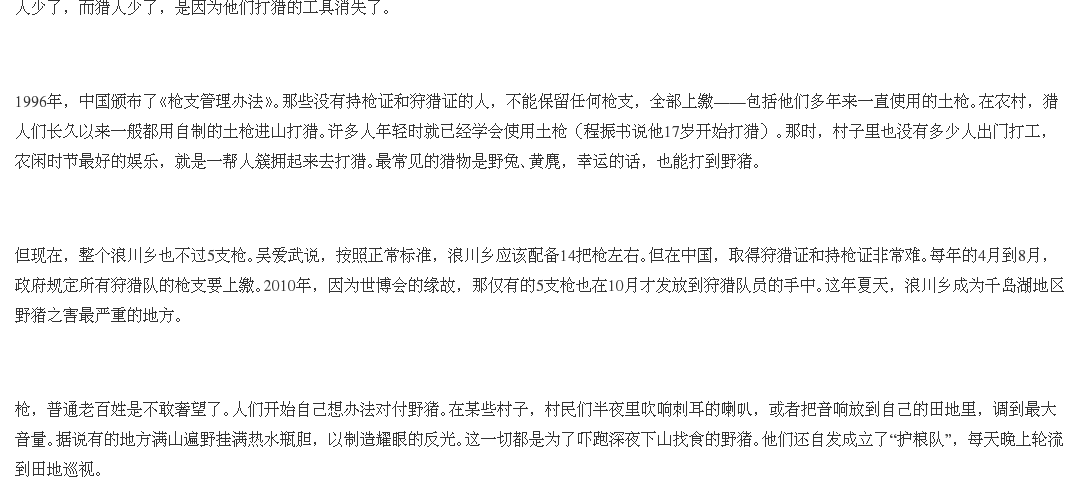 人少了，而猎人少了，是因为他们打猎的工具消失了。
1996年，中国颁布了《枪支管理办法》。那些没有持枪证和狩猎证的人，不能保留任何枪支，全部上缴——包括他们多年来一直使用的土枪。在农村，猎
人们长久以来一般都用自制的土枪进山打猎。许多人年轻时就已经学会使用土枪（程振书说他17岁开始打猎）。那时，村子里也没有多少人出门打工，
农闲时节最好的娱乐，就是一帮人簇拥起来去打猎。最常见的猎物是野兔、黄麂，幸运的话，也能打到野猪。
但现在，整个浪川乡也不过5支枪。吴爱武说，按照正常标准，浪川乡应该配备14把枪左右。但在中国，取得狩猎证和持枪证非常难。每年的4月到8月，
政府规定所有狩猎队的枪支要上缴。2010年，因为世博会的缘故，那仅有的5支枪也在10月才发放到狩猎队员的手中。这年夏天，浪川乡成为千岛湖地区
野猪之害最严重的地方。
枪，普通老百姓是不敢奢望了。人们开始自己想办法对付野猪。在某些村子，村民们半夜里吹响刺耳的喇叭，或者把音响放到自己的田地里，调到最大
音量。据说有的地方满山遍野挂满热水瓶胆，以制造耀眼的反光。这一切都是为了吓跑深夜下山找食的野猪。他们还自发成立了“护粮队”，每天晚上轮流
到田地巡视。